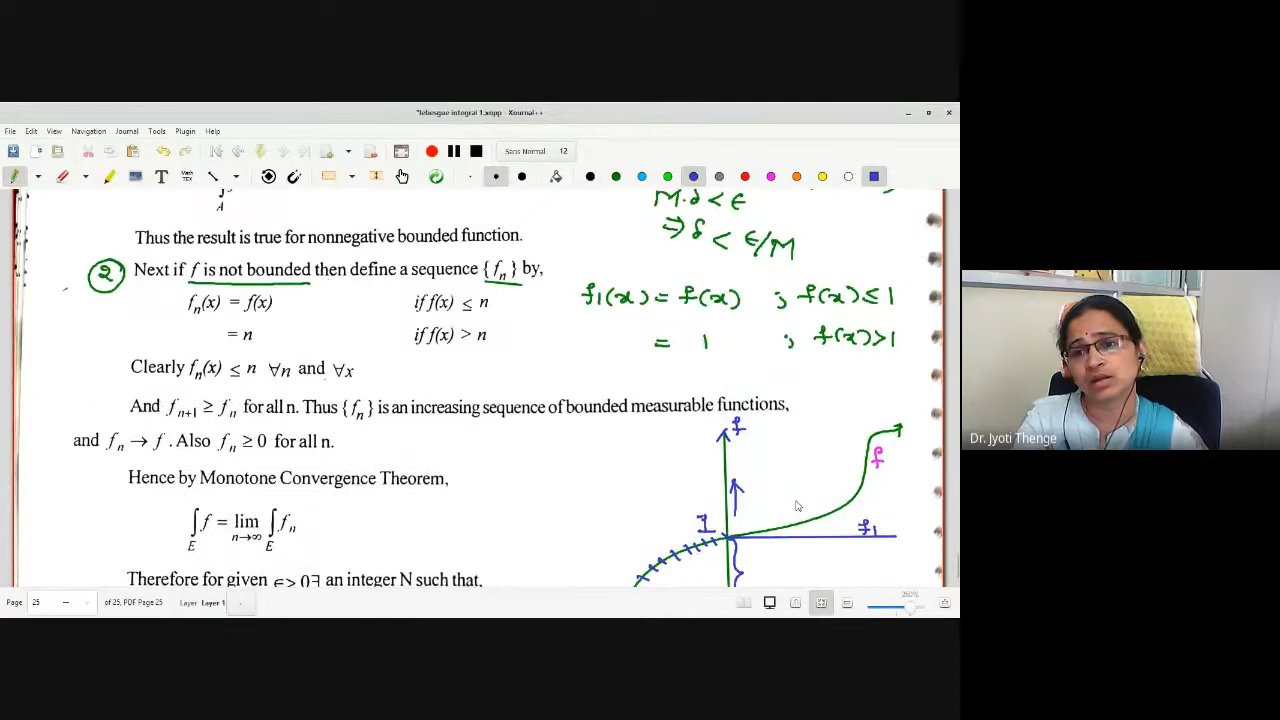 *lebesgue integral 1.xopp - Xournal++
File Edit View Navigation Journal Tools Plugin Help
Sans Normal 12
A
M·δ < ϵ
Thus the result is true for nonnegative bounded function.
⇒ δ < ϵ/M
② Next if f is not bounded then define a sequence { fₙ } by,
fₙ(x) = f(x) if f(x) ≤ n
f₁(x) = f(x) ; f(x) ≤ 1
= n if f(x) > n
= 1 ; f(x) > 1
Clearly fₙ(x) ≤ n ∀n and ∀x
And fₙ₊₁ ≥ fₙ for all n. Thus { fₙ } is an increasing sequence of bounded measurable functions,
f
and fₙ → f. Also fₙ ≥ 0 for all n.
f
Hence by Monotone Convergence Theorem,
1
f₁
∫ f = lim ∫ fₙ
E n→∞ E
Therefore for given ∈ > 0 ∃ an integer N such that,
Page 25 of 25, PDF Page 25 Layer Layer 1
260%
Dr. Jyoti Thenge